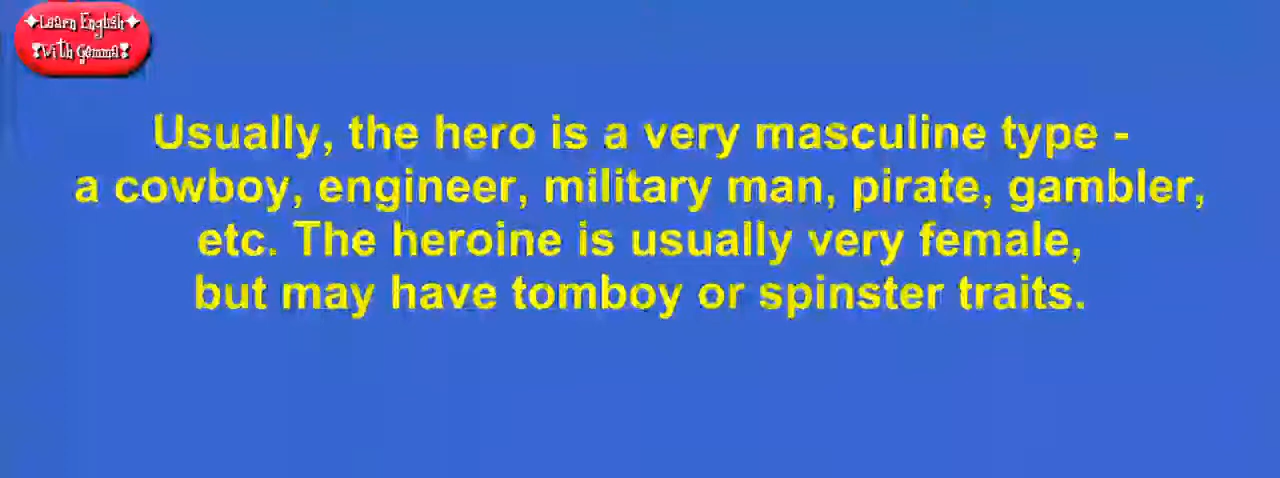 ✦Learn English✦
❣With Gemma❣
Usually, the hero is a very masculine type -
a cowboy, engineer, military man, pirate, gambler,
etc. The heroine is usually very female,
but may have tomboy or spinster traits.